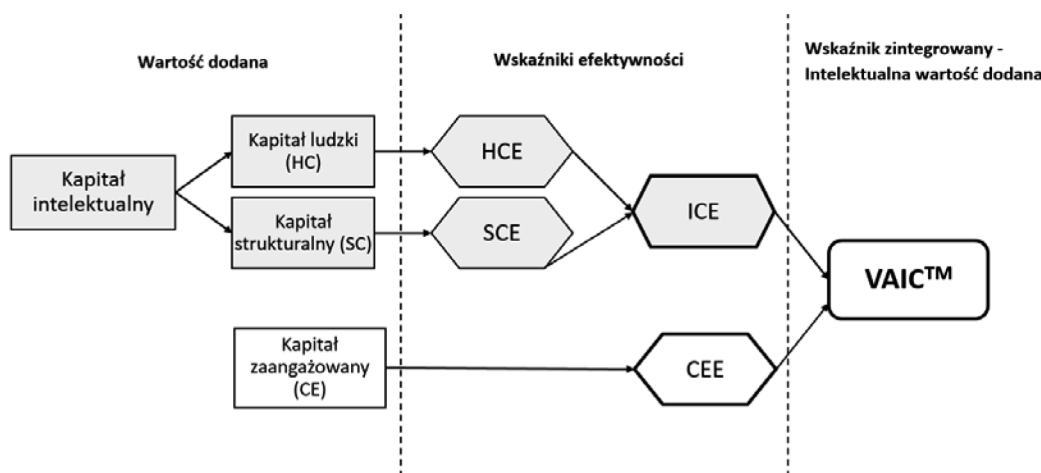 Wartość dodana
Wskaźniki efektywności
Wskaźnik zintegrowany -
Intelektualna wartość dodana
Kapitał
intelektualny
Kapitał ludzki
(HC)
Kapitał
strukturalny (SC)
HCE
SCE
ICE
VAIC™
Kapitał
zaangażowany
(CE)
CEE